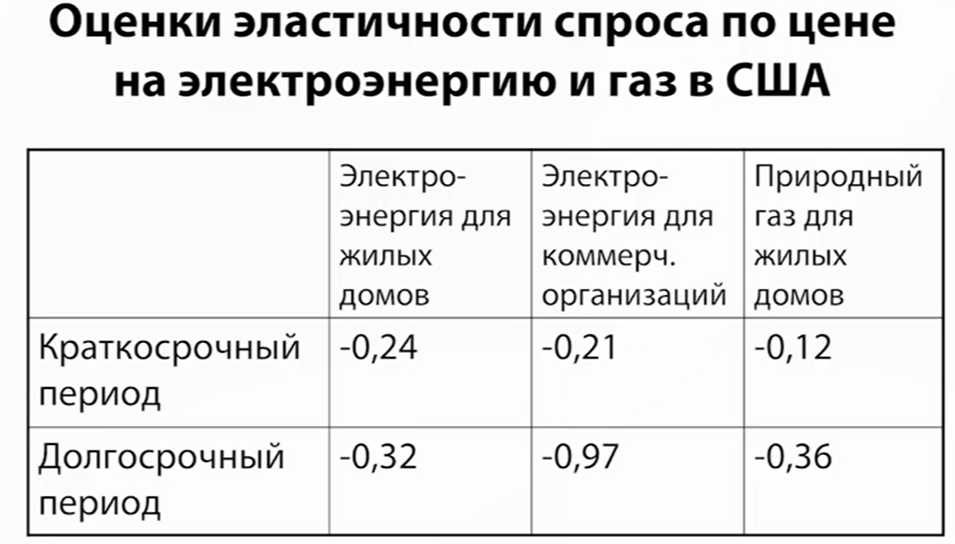 Оценки эластичности спроса по цене
на электроэнергию и газ в США
Электро-
энергия для
жилых
домов
Электро-
энергия для
коммерч.
организаций
Природный
газ для
жилых
домов
Краткосрочный
период
-0,24
-0,21
-0,12
Долгосрочный
период
-0,32
-0,97
-0,36